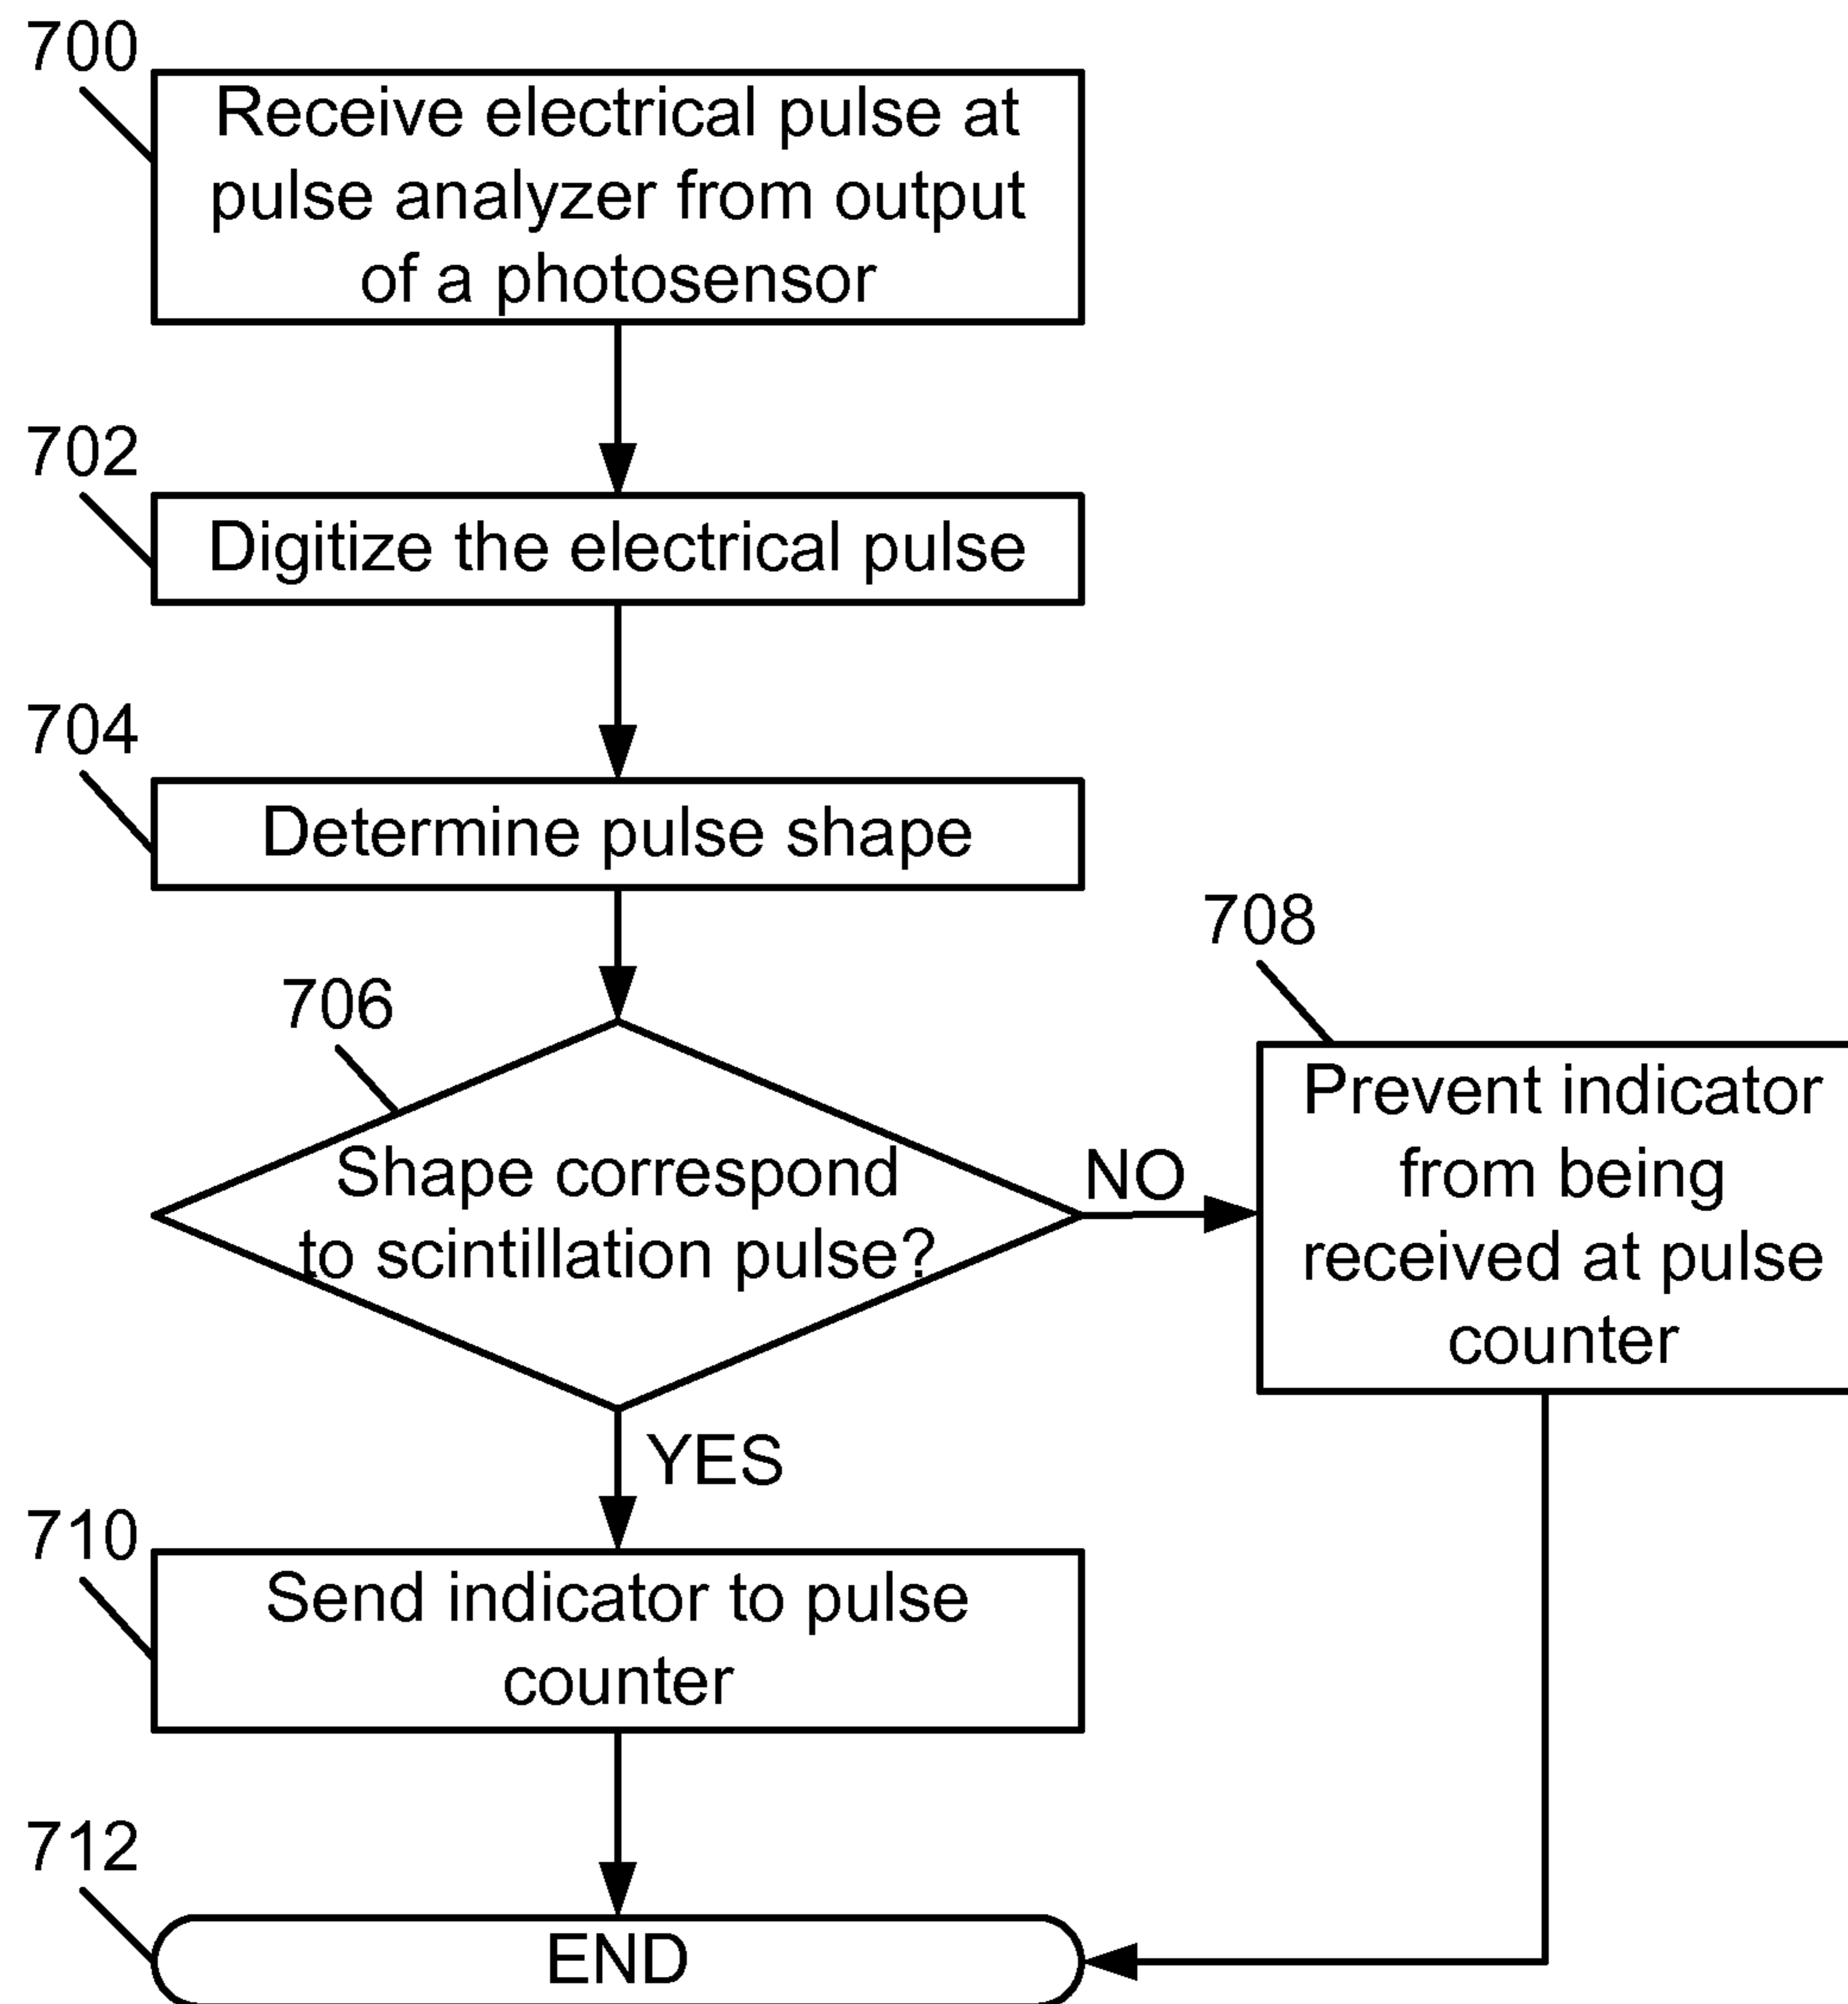 700
Receive electrical pulse at
pulse analyzer from output
of a photosensor
702
Digitize the electrical pulse
704
Determine pulse shape
706
Shape correspond
to scintillation pulse?
NO
708
Prevent indicator
from being
received at pulse
counter
YES
710
Send indicator to pulse
counter
712
END